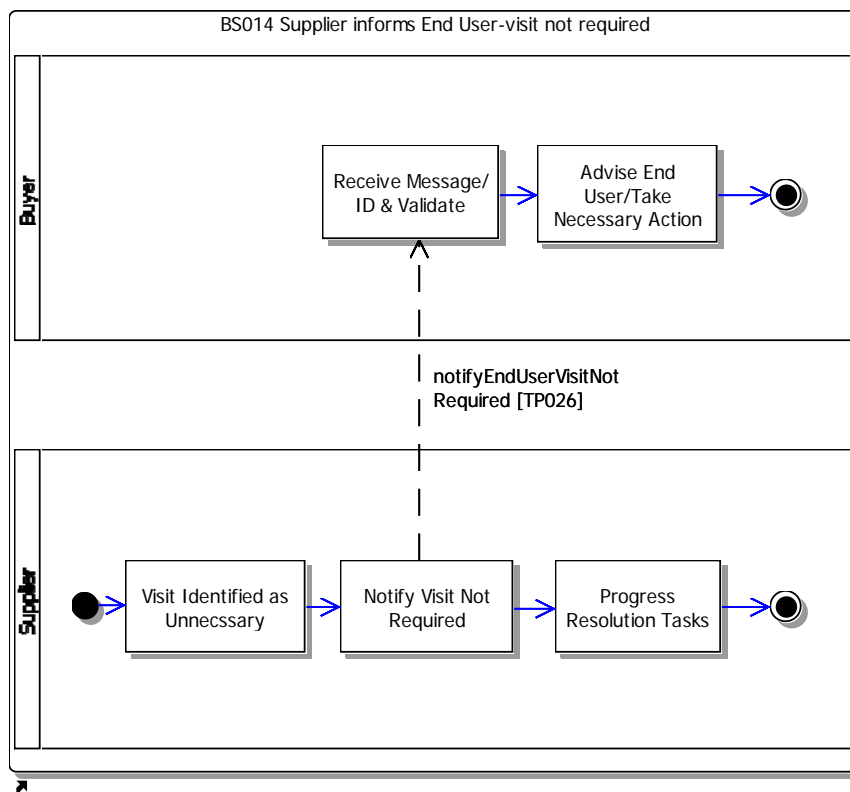 BS014 Supplier informs End User-visit not required
Buyer
Receive Message/
ID & Validate
Advise End
User/Take
Necessary Action
notifyEndUserVisitNot
Required [TP026]
Supplier
Visit Identified as
Unnecssary
Notify Visit Not
Required
Progress
Resolution Tasks